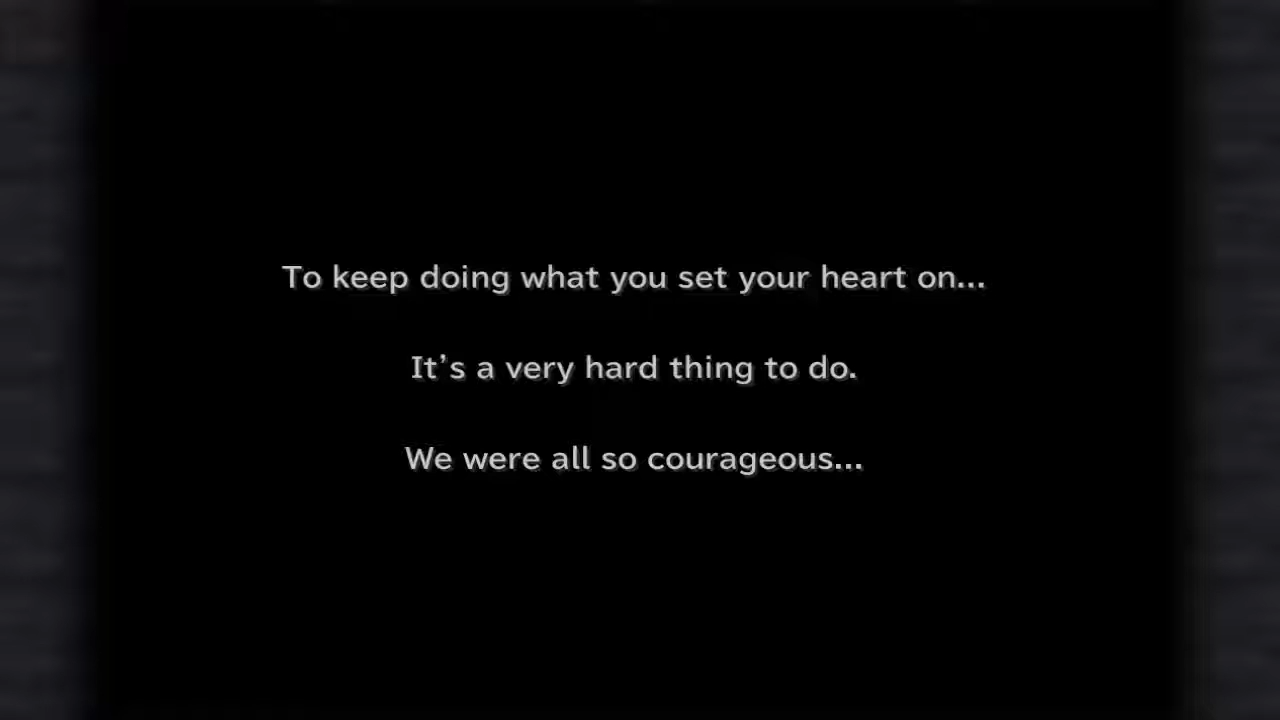 To keep doing what you set your heart on...
It's a very hard thing to do.
We were all so courageous...